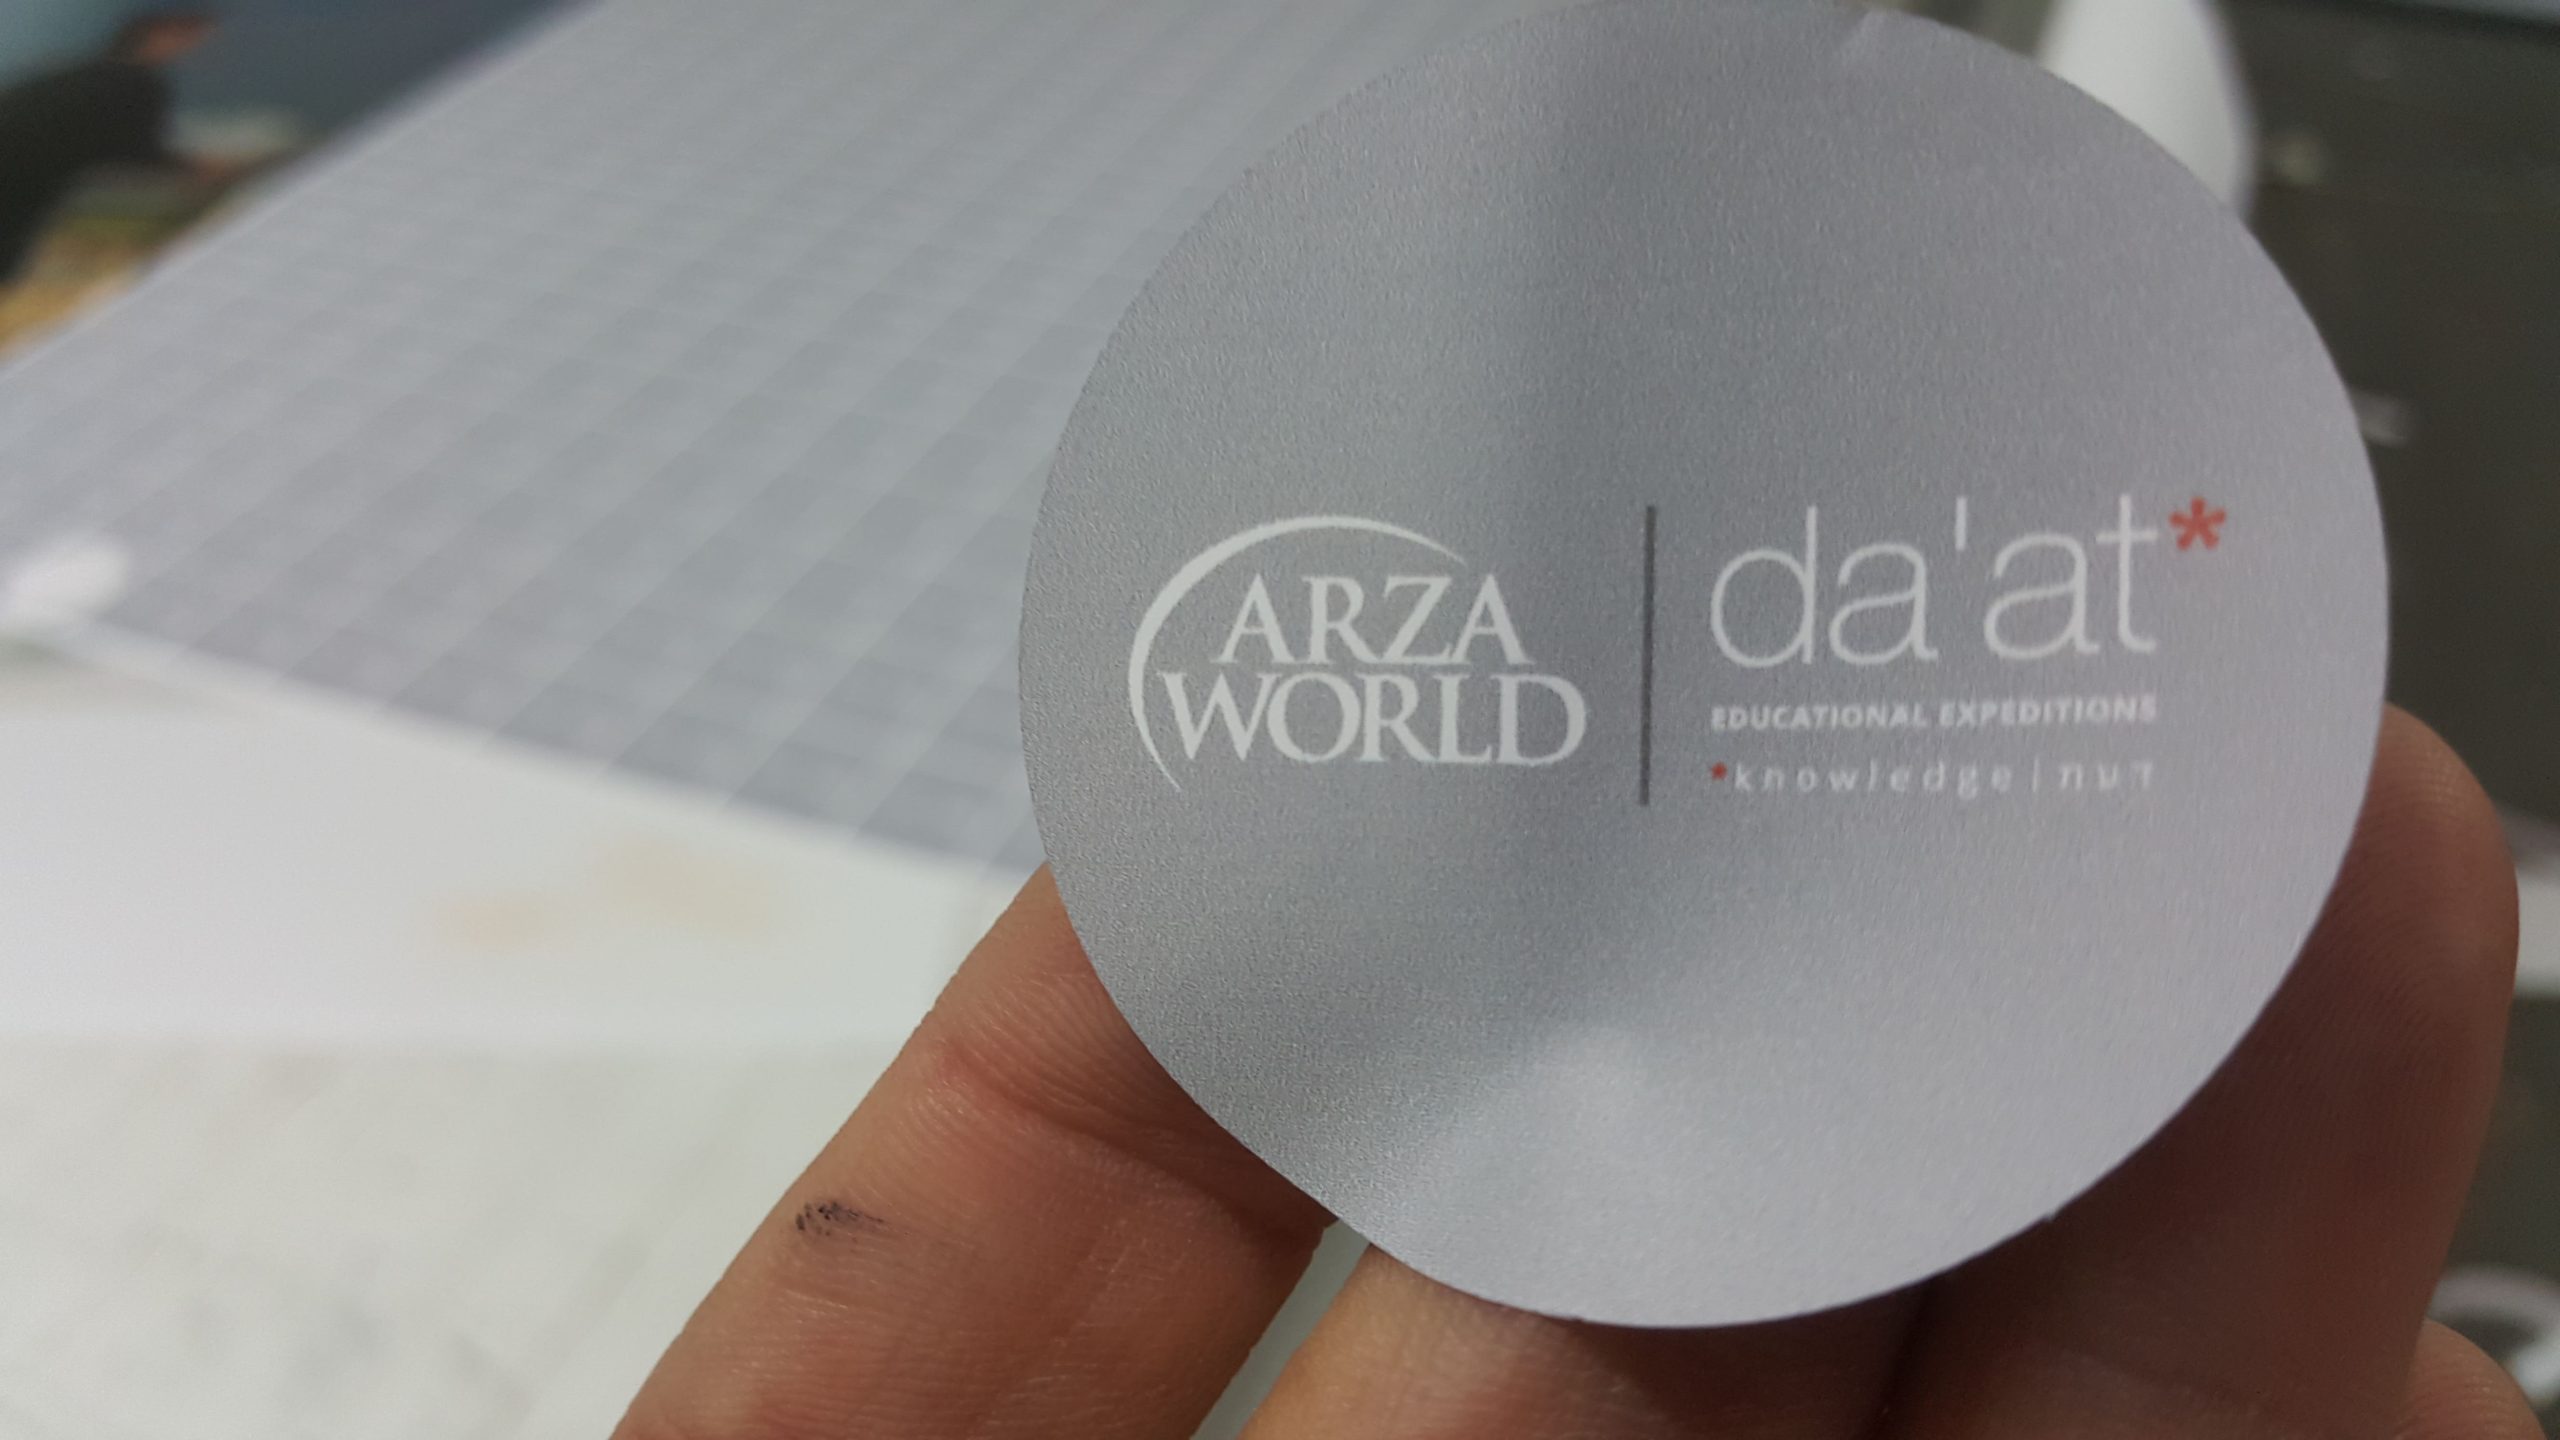 ARZA
WORLD
da'at*
EDUCATIONAL EXPEDITIONS
*knowledge | דעת